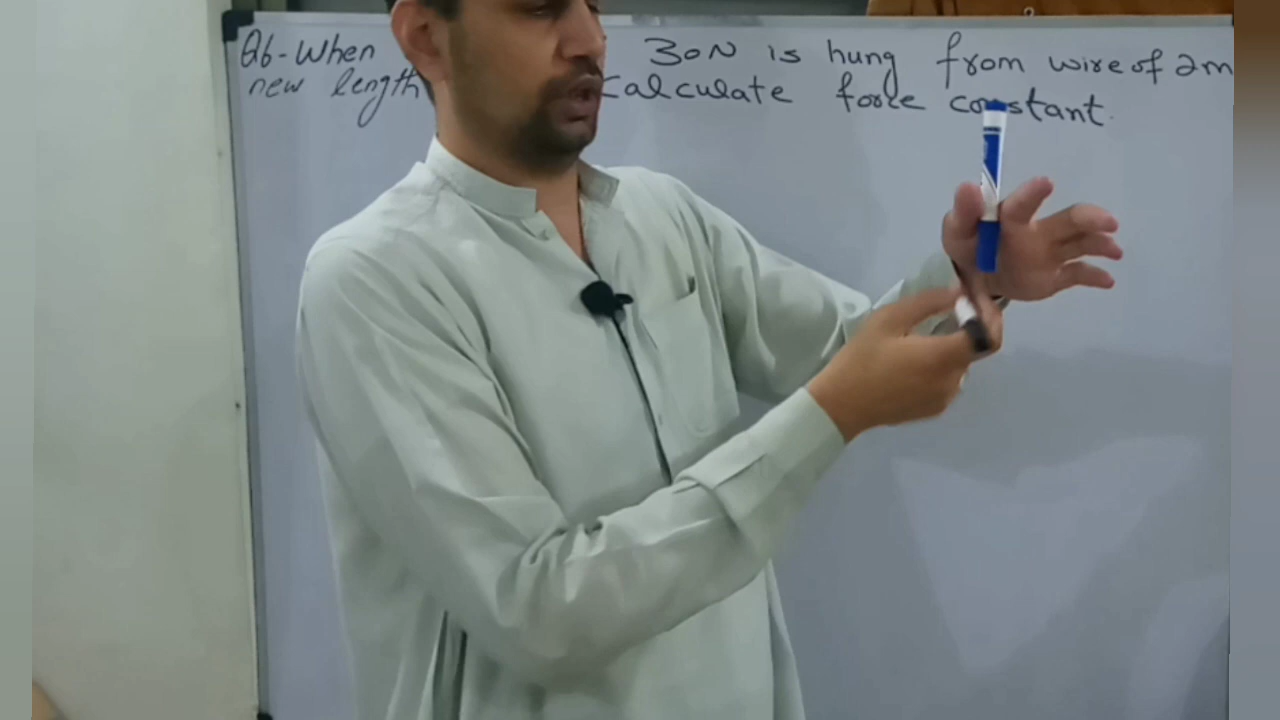 Q6-When 30N is hung from wire of 2m
new length Calculate force constant.